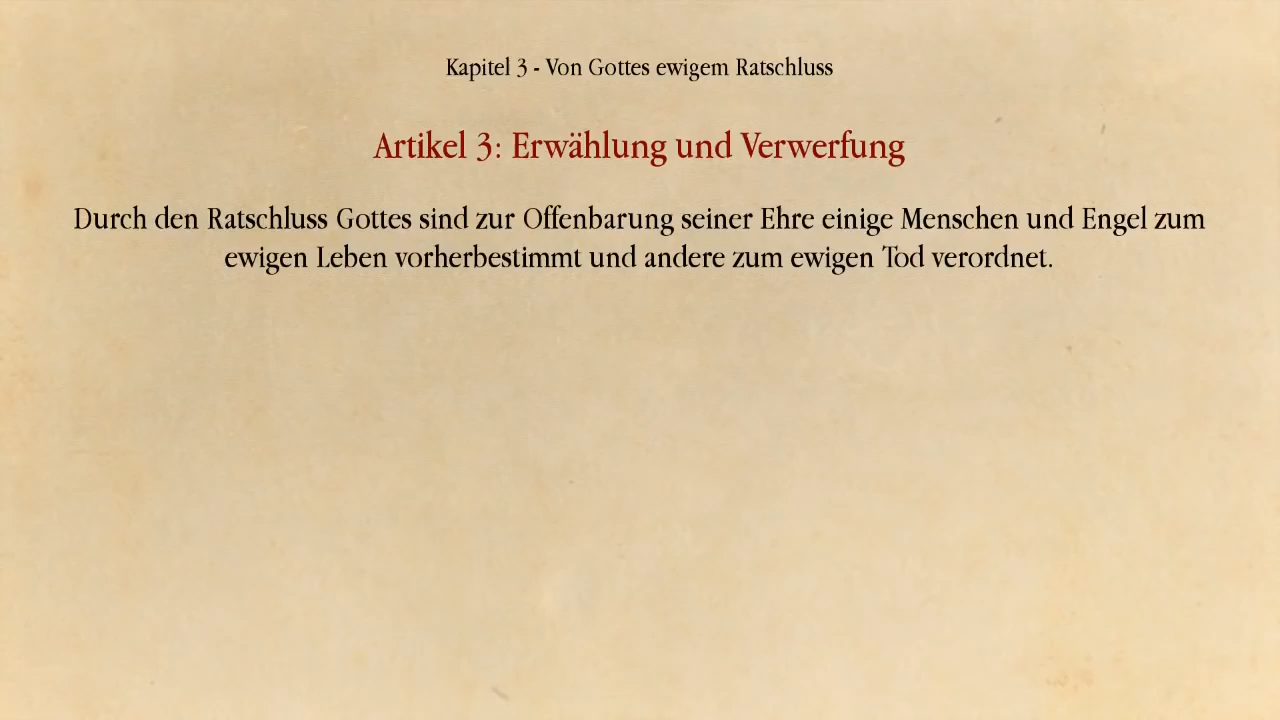 Kapitel 3 - Von Gottes ewigem Ratschluss
Artikel 3: Erwählung und Verwerfung
Durch den Ratschluss Gottes sind zur Offenbarung seiner Ehre einige Menschen und Engel zum
ewigen Leben vorherbestimmt und andere zum ewigen Tod verordnet.